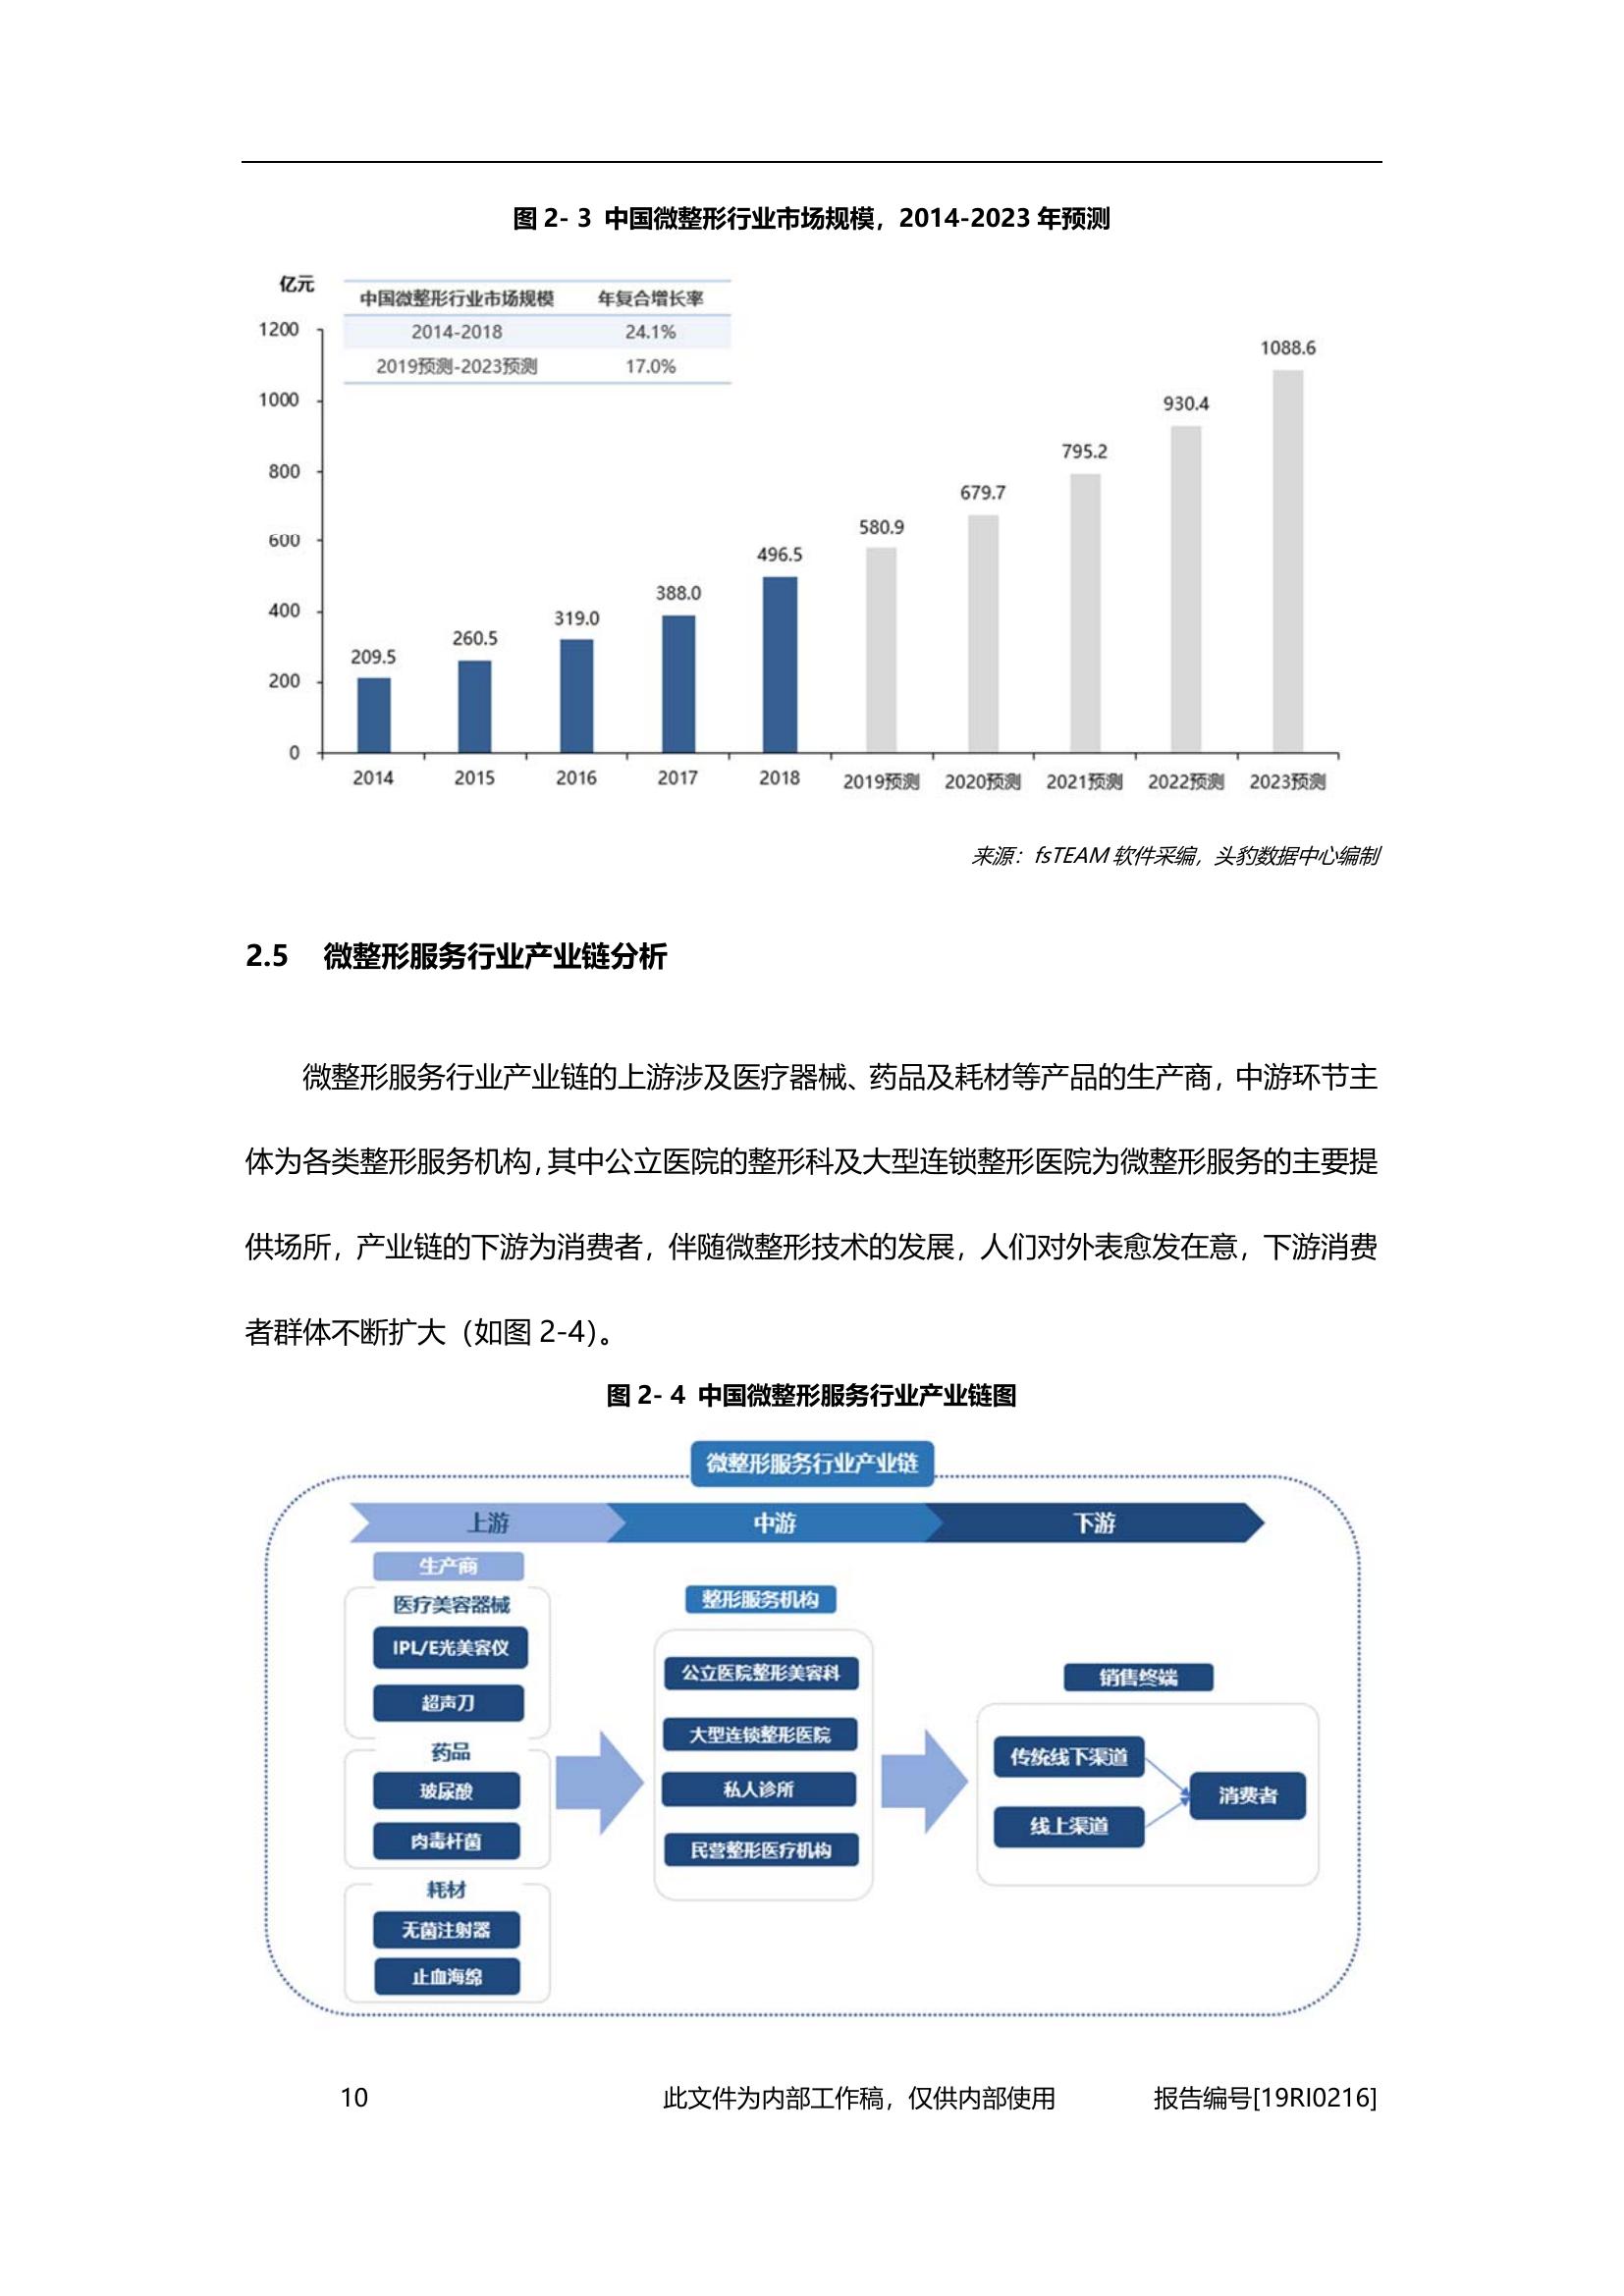 图 2- 3 中国微整形行业市场规模，2014-2023 年预测
亿元
中国微整形行业市场规模 年复合增长率
2014-2018 24.1%
2019预测-2023预测 17.0%
1200
1000
800
600
400
200
0
209.5
260.5
319.0
388.0
496.5
580.9
679.7
795.2
930.4
1088.6
2014 2015 2016 2017 2018 2019预测 2020预测 2021预测 2022预测 2023预测
来源：fsTEAM 软件采编，头豹数据中心编制
2.5 微整形服务行业产业链分析
微整形服务行业产业链的上游涉及医疗器械、药品及耗材等产品的生产商，中游环节主
体为各类整形服务机构，其中公立医院的整形科及大型连锁整形医院为微整形服务的主要提
供场所，产业链的下游为消费者，伴随微整形技术的发展，人们对外表愈发在意，下游消费
者群体不断扩大（如图 2-4）。
图 2- 4 中国微整形服务行业产业链图
微整形服务行业产业链
上游 中游 下游
生产商
医疗美容器械
IPL/E光美容仪
超声刀
药品
玻尿酸
肉毒杆菌
耗材
无菌注射器
止血海绵
整形服务机构
公立医院整形美容科
大型连锁整形医院
私人诊所
民营整形医疗机构
销售终端
传统线下渠道
线上渠道
消费者
10 此文件为内部工作稿，仅供内部使用 报告编号[19RI0216]